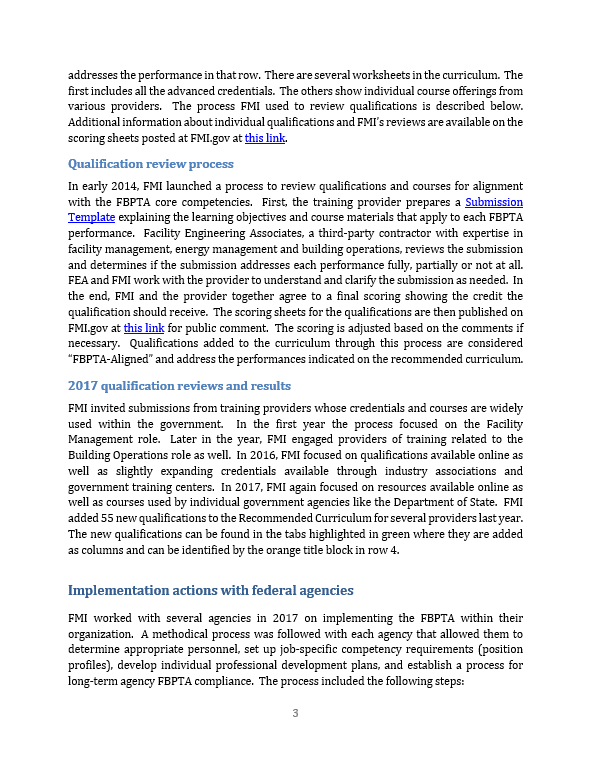 addresses the performance in that row.  There are several worksheets in the curriculum.  The
first includes all the advanced credentials.  The others show individual course offerings from
various providers.  The process FMI used to review qualifications is described below.
Additional information about individual qualifications and FMI's reviews are available on the
scoring sheets posted at FMI.gov at this link.
Qualification review process
In early 2014, FMI launched a process to review qualifications and courses for alignment
with the FBPTA core competencies.  First, the training provider prepares a Submission
Template explaining the learning objectives and course materials that apply to each FBPTA
performance.  Facility Engineering Associates, a third-party contractor with expertise in
facility management, energy management and building operations, reviews the submission
and determines if the submission addresses each performance fully, partially or not at all.
FEA and FMI work with the provider to understand and clarify the submission as needed.  In
the end, FMI and the provider together agree to a final scoring showing the credit the
qualification should receive.  The scoring sheets for the qualifications are then published on
FMI.gov at this link for public comment.  The scoring is adjusted based on the comments if
necessary.  Qualifications added to the curriculum through this process are considered
“FBPTA-Aligned” and address the performances indicated on the recommended curriculum.
2017 qualification reviews and results
FMI invited submissions from training providers whose credentials and courses are widely
used within the government.  In the first year the process focused on the Facility
Management role.  Later in the year, FMI engaged providers of training related to the
Building Operations role as well.  In 2016, FMI focused on qualifications available online as
well as slightly expanding credentials available through industry associations and
government training centers.  In 2017, FMI again focused on resources available online as
well as courses used by individual government agencies like the Department of State.  FMI
added 55 new qualifications to the Recommended Curriculum for several providers last year.
The new qualifications can be found in the tabs highlighted in green where they are added
as columns and can be identified by the orange title block in row 4.
Implementation actions with federal agencies
FMI worked with several agencies in 2017 on implementing the FBPTA within their
organization.  A methodical process was followed with each agency that allowed them to
determine appropriate personnel, set up job-specific competency requirements (position
profiles), develop individual professional development plans, and establish a process for
long-term agency FBPTA compliance.  The process included the following steps:
3